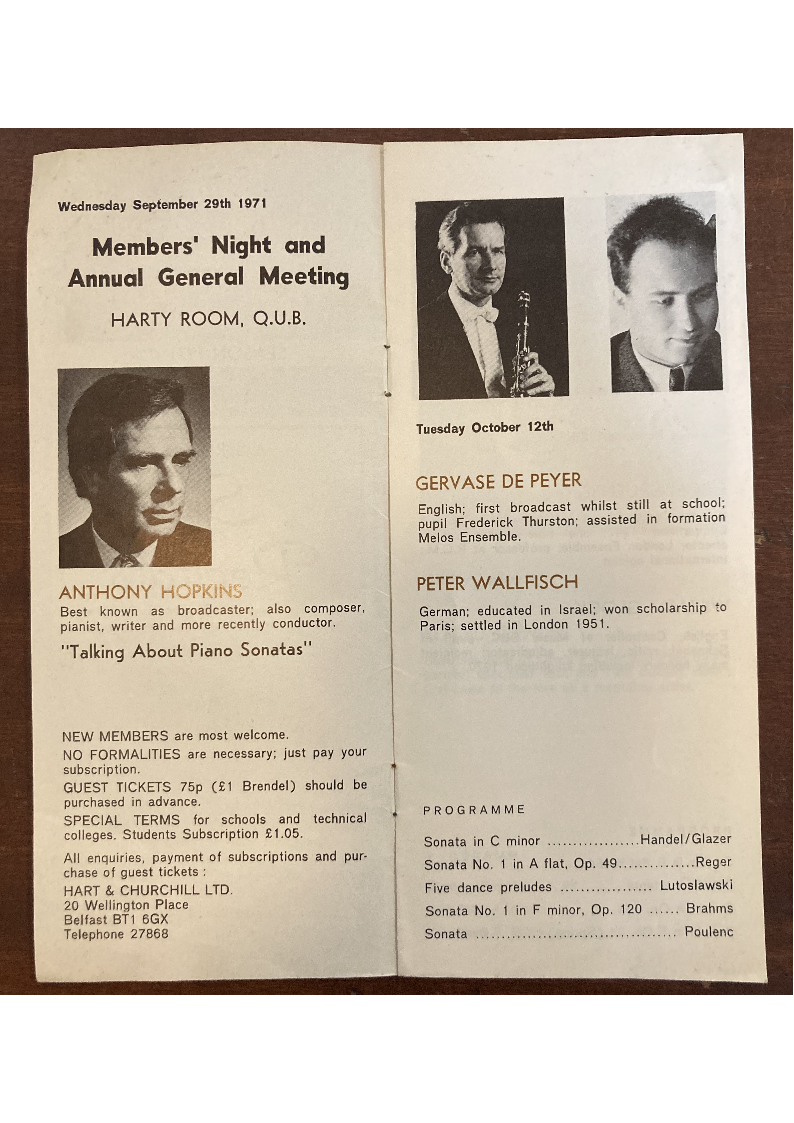 Wednesday September 29th 1971
Members' Night and
Annual General Meeting
HARTY ROOM, Q.U.B.
ANTHONY HOPKINS
Best known as broadcaster; also composer,
pianist, writer and more recently conductor.
"Talking About Piano Sonatas"
NEW MEMBERS are most welcome.
NO FORMALITIES are necessary; just pay your
subscription.
GUEST TICKETS 75p (£1 Brendel) should be
purchased in advance.
SPECIAL TERMS for schools and technical
colleges. Students Subscription £1.05.
All enquiries, payment of subscriptions and pur-
chase of guest tickets :
HART & CHURCHILL LTD.
20 Wellington Place
Belfast BT1 6GX
Telephone 27868
Tuesday October 12th
GERVASE DE PEYER
English; first broadcast whilst still at school;
pupil Frederick Thurston; assisted in formation
Melos Ensemble.
PETER WALLFISCH
German; educated in Israel; won scholarship to
Paris; settled in London 1951.
PROGRAMME
Sonata in C minor ..................Handel/Glazer
Sonata No. 1 in A flat, Op. 49...............Reger
Five dance preludes .................. Lutoslawski
Sonata No. 1 in F minor, Op. 120 ...... Brahms
Sonata ....................................... Poulenc